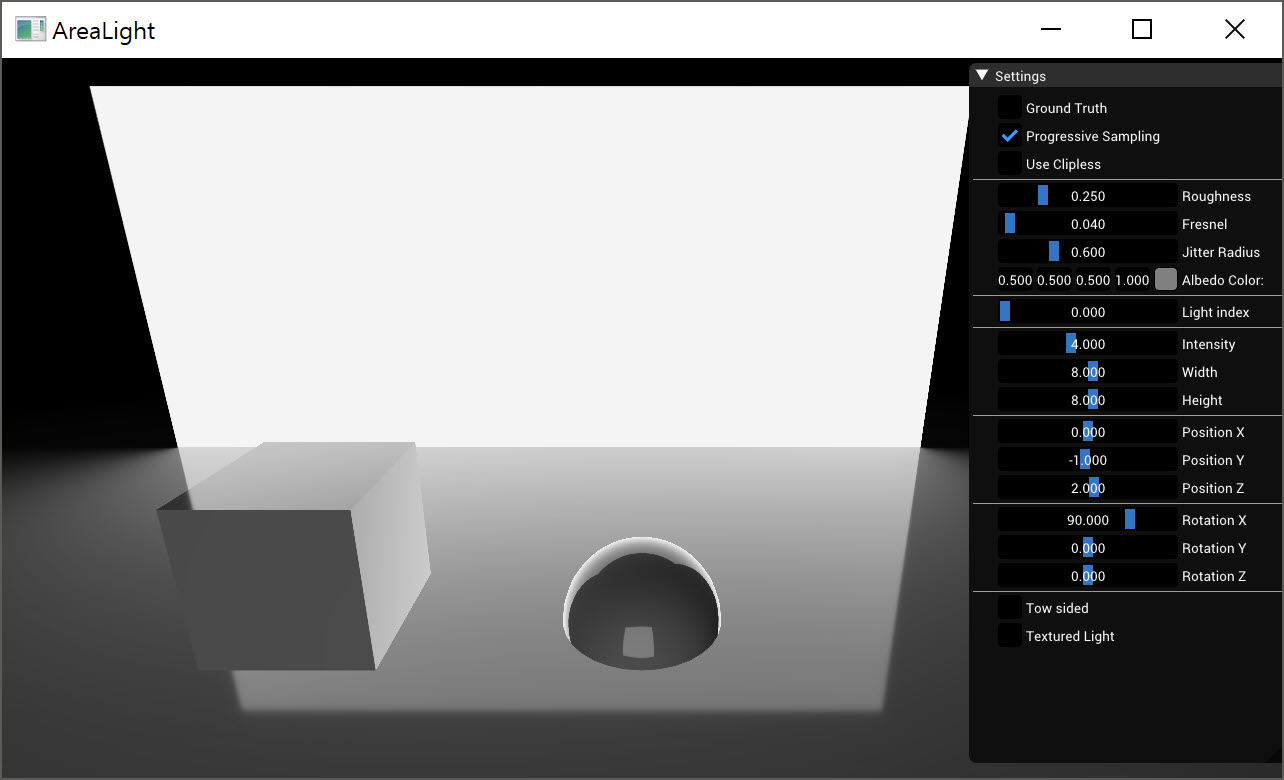 AreaLight
Settings
Ground Truth
Progressive Sampling
Use Clipless
0.250 Roughness
0.040 Fresnel
0.600 Jitter Radius
0.500 0.500 0.500 1.000 Albedo Color:
0.000 Light index
4.000 Intensity
8.000 Width
8.000 Height
0.000 Position X
-1.000 Position Y
2.000 Position Z
90.000 Rotation X
0.000 Rotation Y
0.000 Rotation Z
Tow sided
Textured Light